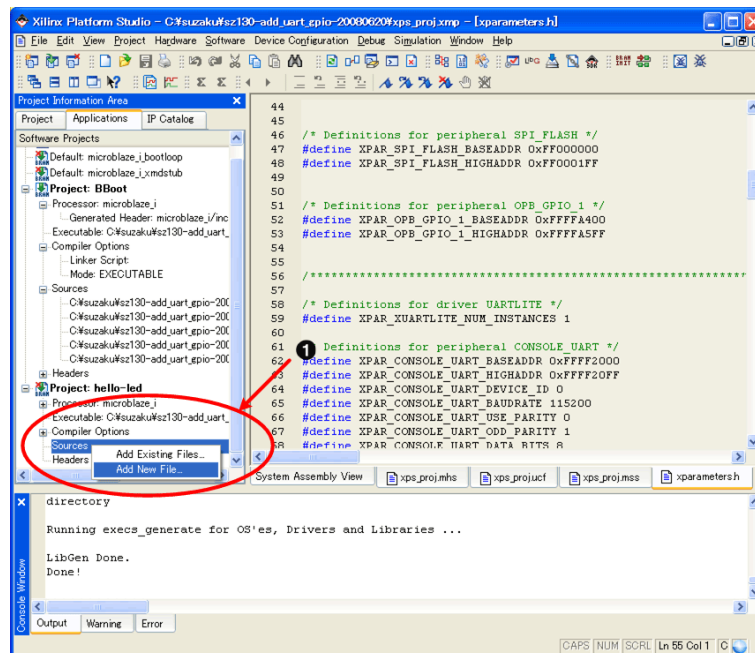 Xilinx Platform Studio - C:¥suzaku¥sz130-add_uart_gpio-20080620¥xps_proj.xmp - [xparameters.h]
File Edit View Project Hardware Software Device Configuration Debug Simulation Window Help
Project Information Area
Project Applications IP Catalog
Software Projects
Default: microblaze_i_bootloop
Default: microblaze_i_xmdstub
Project: BBoot
Processor: microblaze_i
Generated Header: microblaze_i/inc
Executable: C:¥suzaku¥sz130-add_uart_
Compiler Options
Linker Script:
Mode: EXECUTABLE
Sources
C:¥suzaku¥sz130-add_uart_gpio-200
C:¥suzaku¥sz130-add_uart_gpio-200
C:¥suzaku¥sz130-add_uart_gpio-200
C:¥suzaku¥sz130-add_uart_gpio-200
C:¥suzaku¥sz130-add_uart_gpio-200
Headers
Project: hello-led
Processor: microblaze_i
Executable: C:¥suzaku¥sz130-add_uart_
Compiler Options
Sources
Headers
Add Existing Files...
Add New File...
1
44
45
46 /* Definitions for peripheral SPI_FLASH */
47 #define XPAR_SPI_FLASH_BASEADDR 0xFF000000
48 #define XPAR_SPI_FLASH_HIGHADDR 0xFF0001FF
49
50
51 /* Definitions for peripheral OPB_GPIO_1 */
52 #define XPAR_OPB_GPIO_1_BASEADDR 0xFFFFA400
53 #define XPAR_OPB_GPIO_1_HIGHADDR 0xFFFFA5FF
54
55
56 /******************************************************************
57
58 /* Definitions for driver UARTLITE */
59 #define XPAR_XUARTLITE_NUM_INSTANCES 1
60
61 Definitions for peripheral CONSOLE_UART */
62 #define XPAR_CONSOLE_UART_BASEADDR 0xFFFF2000
63 #define XPAR_CONSOLE_UART_HIGHADDR 0xFFFF20FF
64 #define XPAR_CONSOLE_UART_DEVICE_ID 0
65 #define XPAR_CONSOLE_UART_BAUDRATE 115200
66 #define XPAR_CONSOLE_UART_USE_PARITY 0
67 #define XPAR_CONSOLE_UART_ODD_PARITY 1
68 #define XPAR_CONSOLE_UART_DATA_BITS 8
System Assembly View xps_proj.mhs xps_proj.ucf xps_proj.mss xparameters.h
directory
Running execs_generate for OS'es, Drivers and Libraries ...
LibGen Done.
Done!
Console Window
Output Warning Error
CAPS NUM SCRL Ln 55 Col 1 C